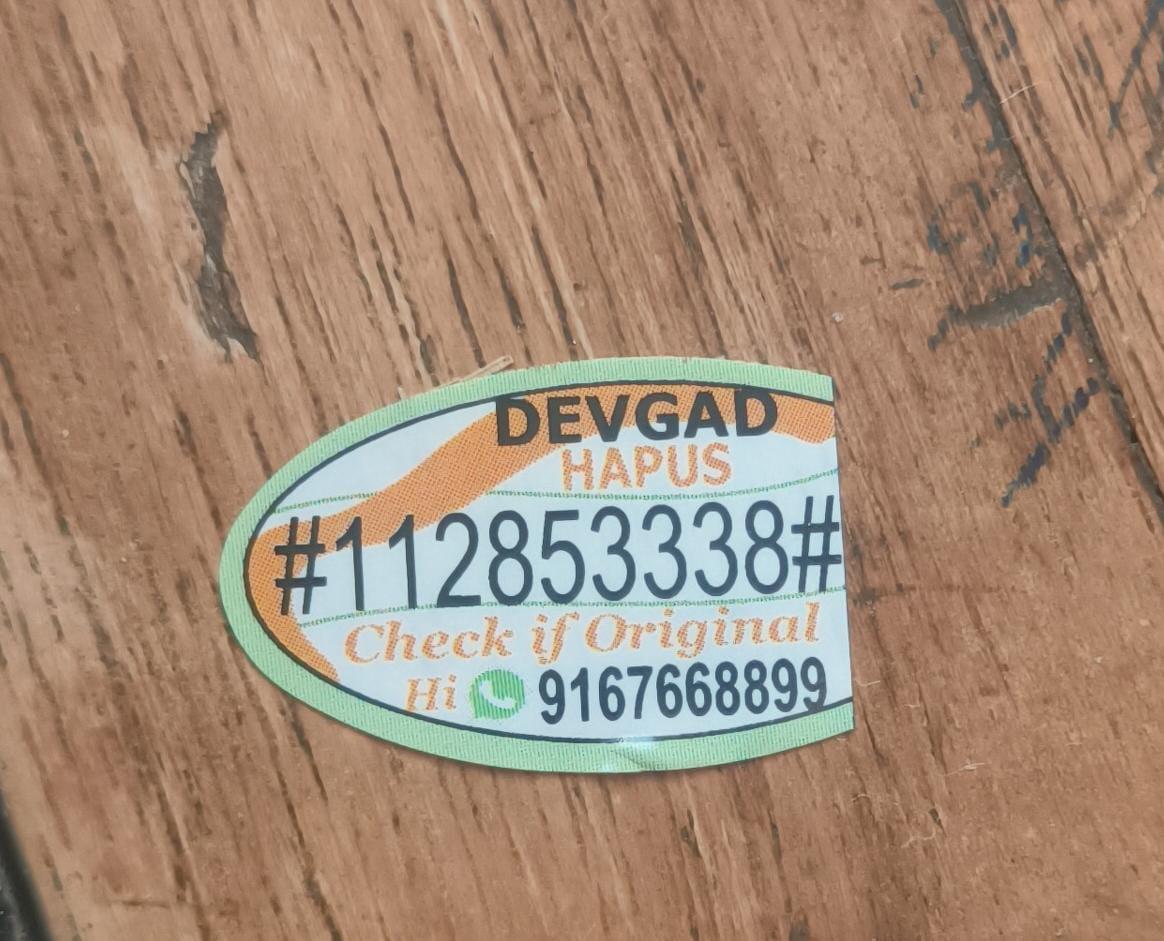 DEVGAD
HAPUS
#112853338#
Check if Original
Hi 9167668899